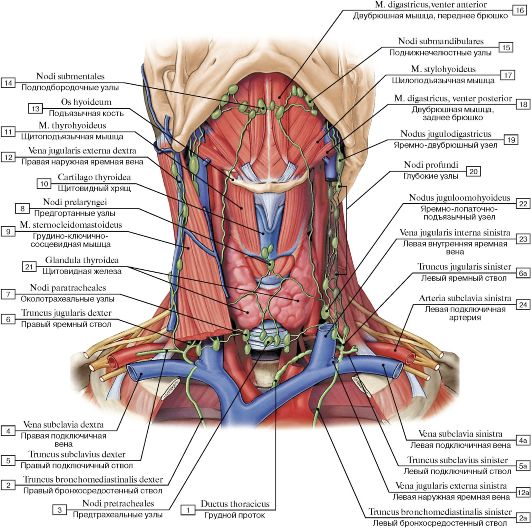 M. digastricus, venter anterior
Двубрюшная мышца, переднее брюшко
16
Nodi submandibulares
Поднижнечелюстные узлы
15
M. stylohyoideus
Шилоподъязычная мышца
17
M. digastricus, venter posterior
Двубрюшная мышца,
заднее брюшко
18
Nodus jugulodigastricus
Яремно-двубрюшный узел
19
Nodi profundi
Глубокие узлы
20
Nodus juguloomohyoideus
Яремно-лопаточно-
подъязычный узел
22
Vena jugularis interna sinistra
Левая внутренняя яремная
вена
23
Truncus jugularis sinister
Левый яремный ствол
6a
Arteria subclavia sinistra
Левая подключичная
артерия
24
Vena subclavia sinistra
Левая подключичная вена
4a
Truncus subclavius sinister
Левый подключичный ствол
5a
Vena jugularis externa sinistra
Левая наружная яремная вена
12a
Truncus bronchomediastinalis sinister
Левый бронхосредостенный ствол
2a
14
Nodi submentales
Подподбородочные узлы
13
Os hyoideum
Подъязычная кость
11
M. thyrohyoideus
Щитоподъязычная мышца
12
Vena jugularis externa dextra
Правая наружная яремная вена
10
Cartilago thyroidea
Щитовидный хрящ
8
Nodi prelaryngei
Предгортанные узлы
9
M. sternocleidomastoideus
Грудино-ключично-
сосцевидная мышца
21
Glandula thyroidea
Щитовидная железа
7
Nodi paratracheales
Околотрахеальные узлы
6
Truncus jugularis dexter
Правый яремный ствол
4
Vena subclavia dextra
Правая подключичная
вена
5
Truncus subclavius dexter
Правый подключичный ствол
2
Truncus bronchomediastinalis dexter
Правый бронхосредостенный ствол
3
Nodi pretracheales
Предтрахеальные узлы
1
Ductus thoracicus
Грудной проток